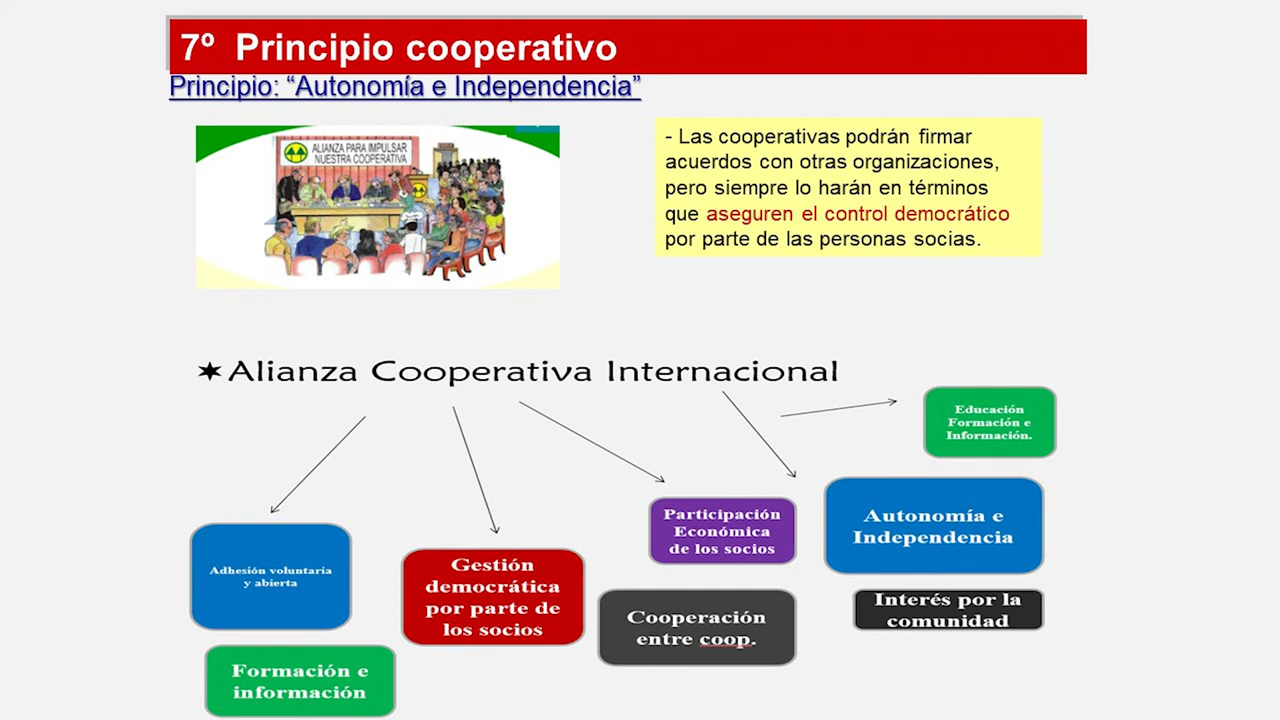 7º Principio cooperativo
Principio: “Autonomía e Independencia”
ALIANZA PARA IMPULSAR
NUESTRA COOPERATIVA
- Las cooperativas podrán firmar
acuerdos con otras organizaciones,
pero siempre lo harán en términos
que aseguren el control democrático
por parte de las personas socias.
✶ Alianza Cooperativa Internacional
Educación
Formación e
Información.
Autonomía e
Independencia
Participación
Económica
de los socios
Adhesión voluntaria
y abierta
Gestión
democrática
por parte de
los socios
Cooperación
entre coop.
Interés por la
comunidad
Formación e
información